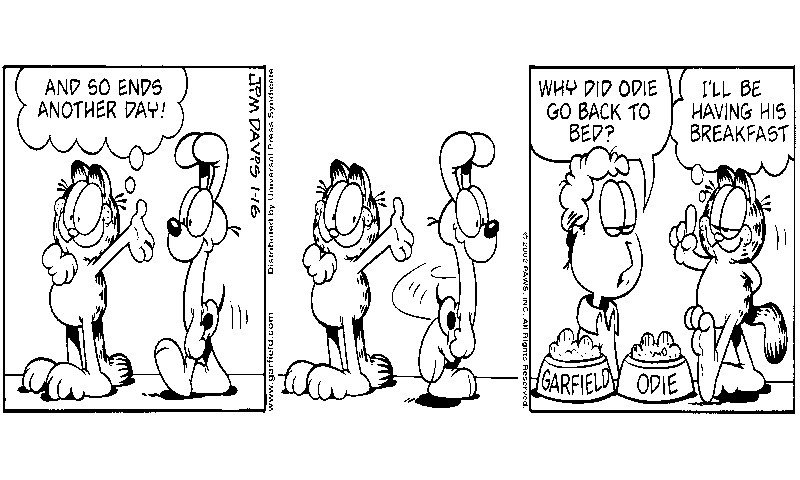 AND SO ENDS
ANOTHER DAY!
JPM DAVPS 1-16
www.garfield.com
Distributed by Universal Press Syndicate
© 2002 PAWS, INC. All Rights Reserved.
WHY DID ODIE
GO BACK TO
BED?
I'LL BE
HAVING HIS
BREAKFAST
GARFIELD
ODIE